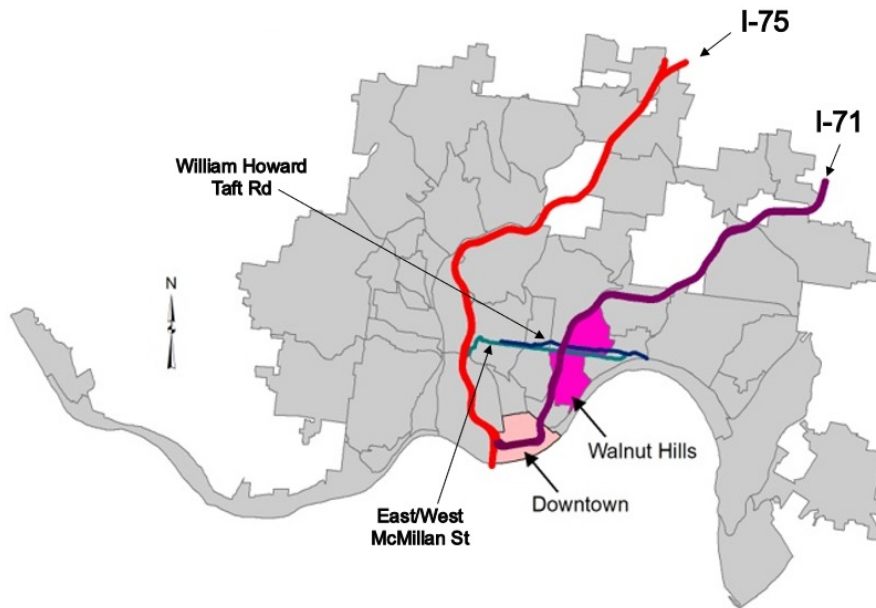 I-75
I-71
William Howard
Taft Rd
N
Walnut Hills
Downtown
East/West
McMillan St